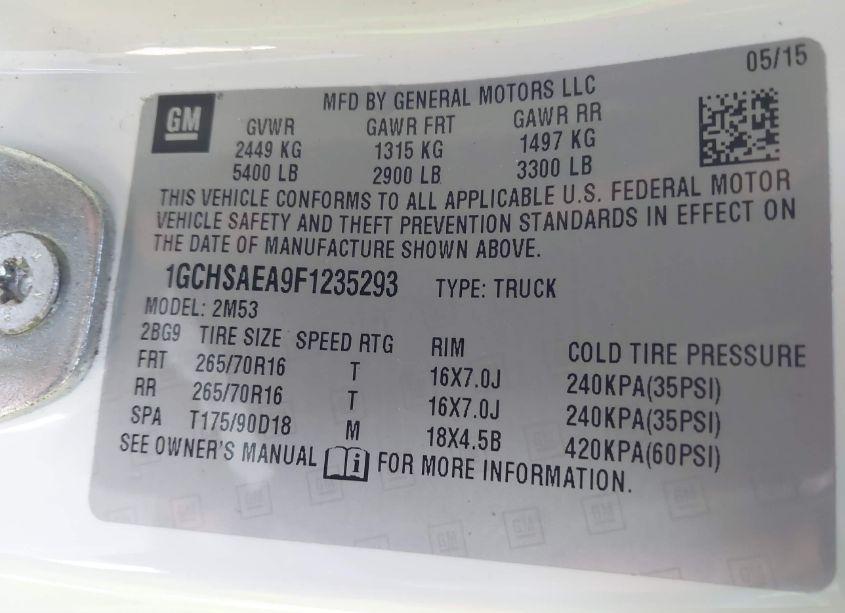 05/15
GM
MFD BY GENERAL MOTORS LLC
GVWR GAWR FRT GAWR RR
2449 KG 1315 KG 1497 KG
5400 LB 2900 LB 3300 LB
THIS VEHICLE CONFORMS TO ALL APPLICABLE U.S. FEDERAL MOTOR
VEHICLE SAFETY AND THEFT PREVENTION STANDARDS IN EFFECT ON
THE DATE OF MANUFACTURE SHOWN ABOVE.
1GCHSAEA9F1235293 TYPE: TRUCK
MODEL: 2M53
2BG9 TIRE SIZE SPEED RTG RIM COLD TIRE PRESSURE
FRT 265/70R16 T 16X7.0J 240KPA(35PSI)
RR 265/70R16 T 16X7.0J 240KPA(35PSI)
SPA T175/90D18 M 18X4.5B 420KPA(60PSI)
SEE OWNER'S MANUAL i FOR MORE INFORMATION.